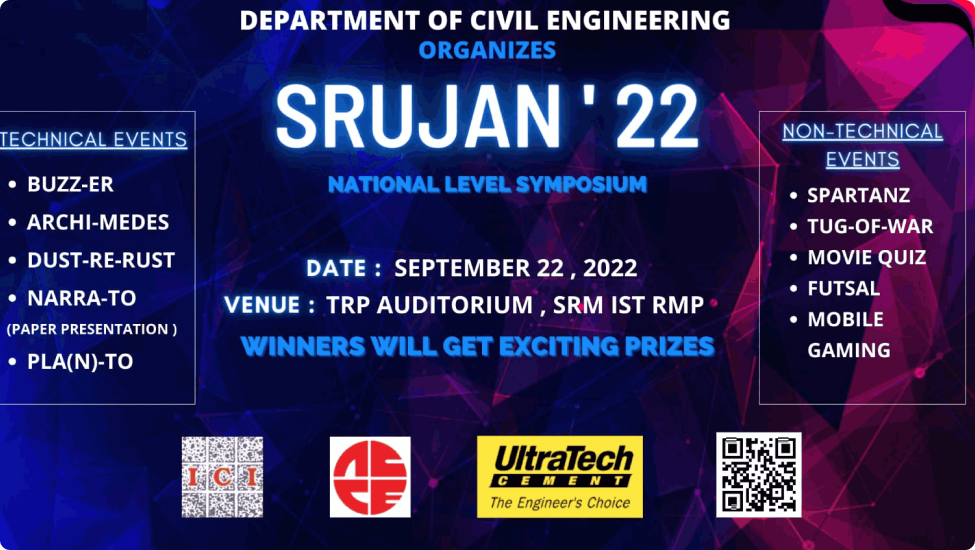 DEPARTMENT OF CIVIL ENGINEERING
ORGANIZES
SRUJAN ' 22
NATIONAL LEVEL SYMPOSIUM
TECHNICAL EVENTS
• BUZZ-ER
• ARCHI-MEDES
• DUST-RE-RUST
• NARRA-TO
(PAPER PRESENTATION )
• PLA(N)-TO
DATE : SEPTEMBER 22 , 2022
VENUE : TRP AUDITORIUM , SRM IST RMP
WINNERS WILL GET EXCITING PRIZES
NON-TECHNICAL
EVENTS
• SPARTANZ
• TUG-OF-WAR
• MOVIE QUIZ
• FUTSAL
• MOBILE
GAMING
ICI
UltraTech
CEMENT
The Engineer's Choice